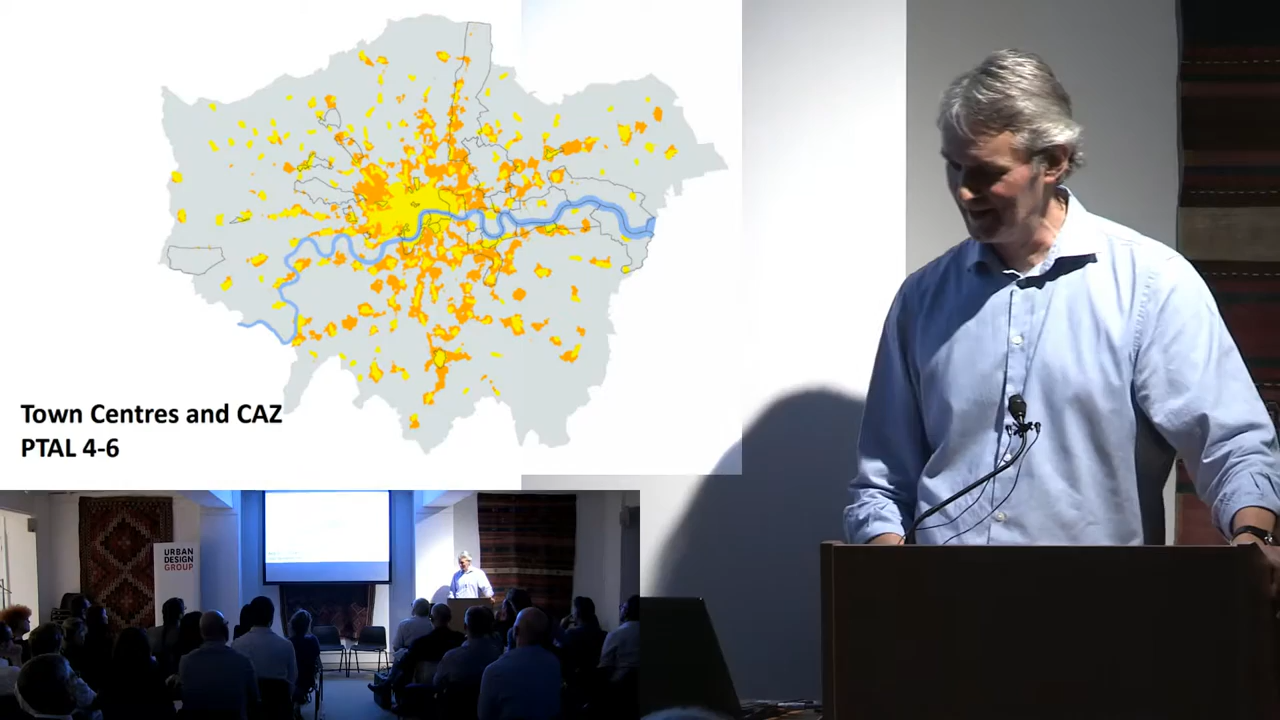 Town Centres and CAZ
PTAL 4-6
URBAN
DESIGN
GROUP